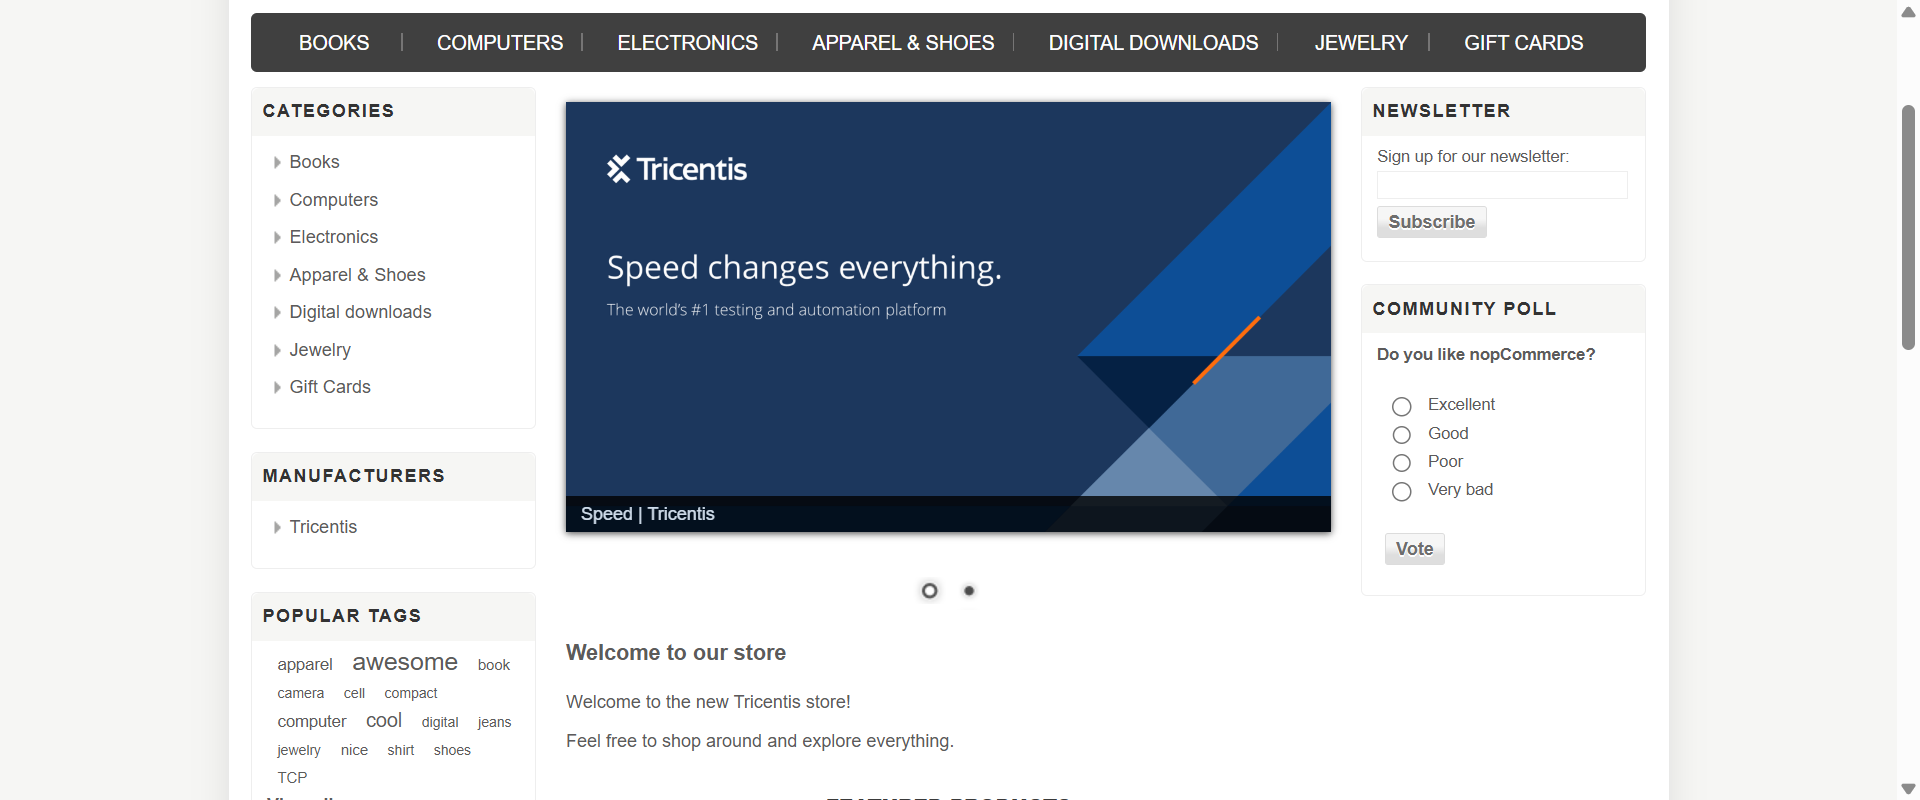 BOOKS COMPUTERS ELECTRONICS APPAREL & SHOES DIGITAL DOWNLOADS JEWELRY GIFT CARDS
CATEGORIES
Books
Computers
Electronics
Apparel & Shoes
Digital downloads
Jewelry
Gift Cards
MANUFACTURERS
Tricentis
POPULAR TAGS
apparel awesome book
camera cell compact
computer cool digital jeans
jewelry nice shirt shoes
TCP
Tricentis
Speed changes everything.
The world's #1 testing and automation platform
Speed | Tricentis
Welcome to our store
Welcome to the new Tricentis store!
Feel free to shop around and explore everything.
FEATURED PRODUCTS
NEWSLETTER
Sign up for our newsletter:
Subscribe
COMMUNITY POLL
Do you like nopCommerce?
Excellent
Good
Poor
Very bad
Vote